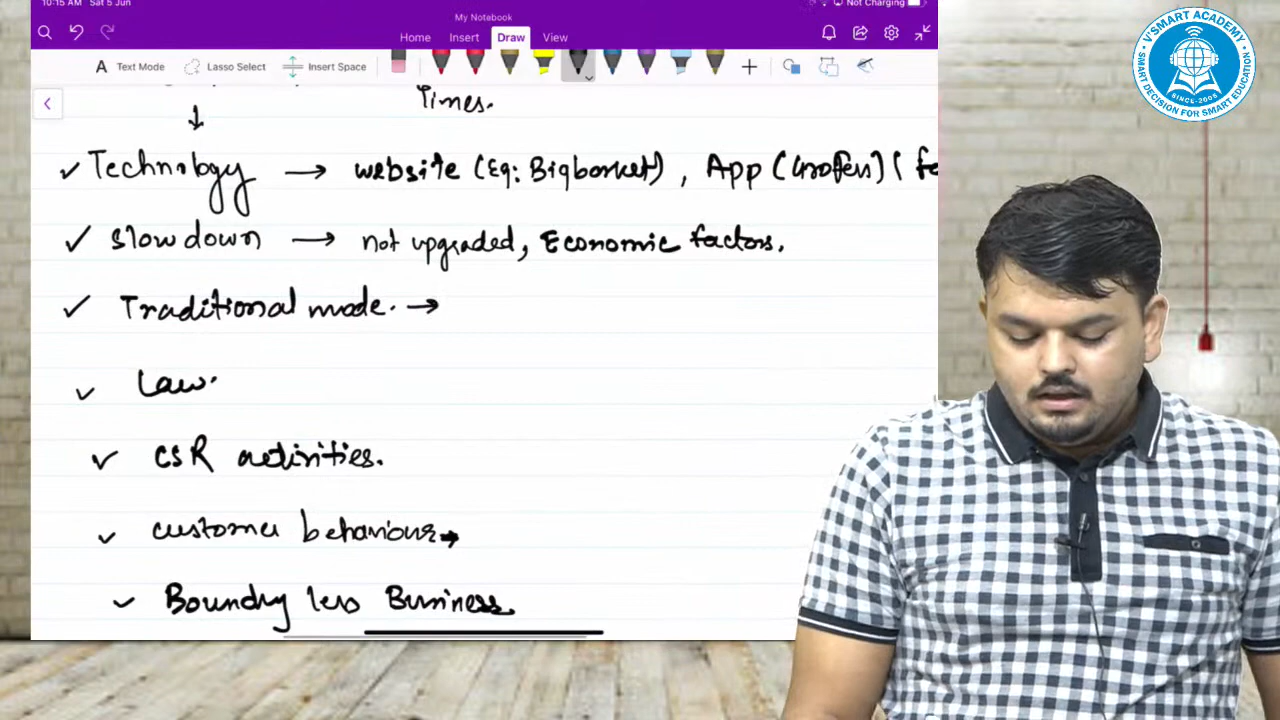 10:15 AM Sat 5 Jun
Not Charging
My Notebook
Home Insert Draw View
Text Mode Lasso Select Insert Space
Times.
Technology → website (Eg: Bigbasket), App (Grofers) (
Slow down → not upgraded, Economic factors.
Traditional mode. →
Law.
CSR activities.
customer behaviour →
Boundry less Business
V'SMART ACADEMY
SINCE-2006
SMART DECISION FOR SMART EDUCATION